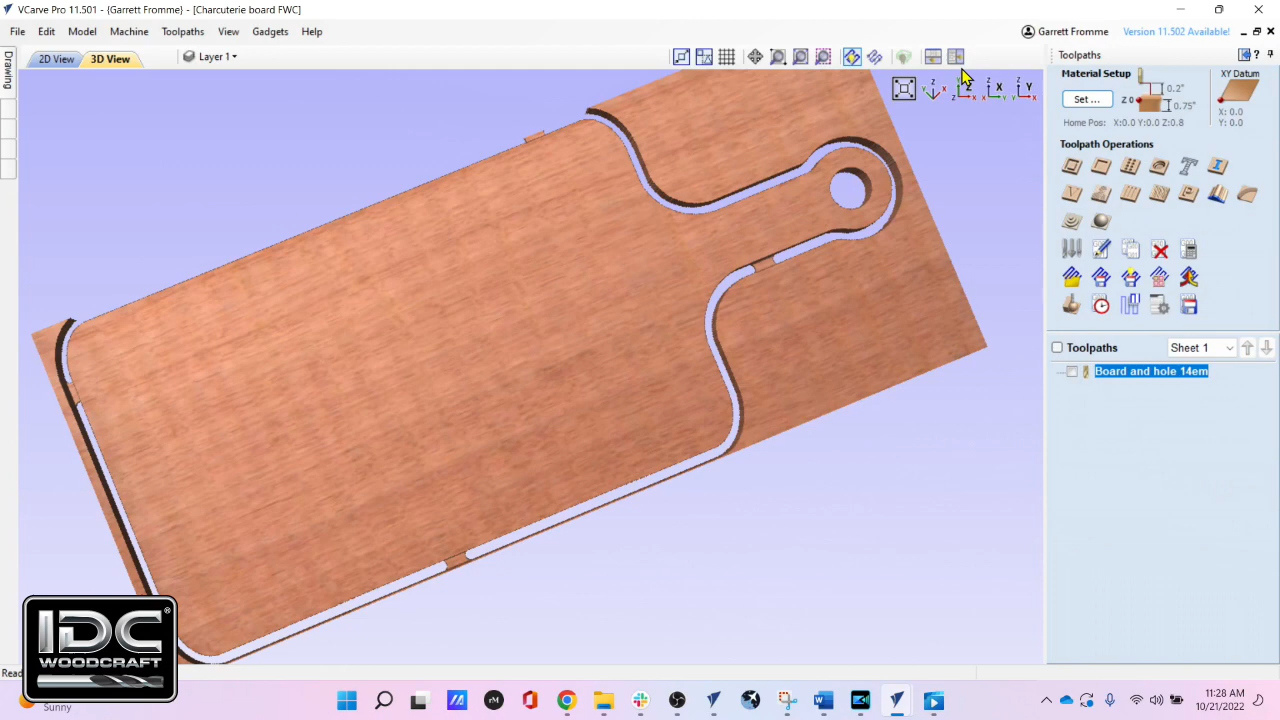 VCarve Pro 11.501 - {Garrett Fromme} - [Charcuterie board FWC]
File Edit Model Machine Toolpaths View Gadgets Help
Garrett Fromme Version 11.502 Available!
Drawing
2D View 3D View Layer 1
Z X Y
Toolpaths
Material Setup
XY Datum
Set ...
Z 0
0.2"
0.75"
X: 0.0
Y: 0.0
Home Pos: X:0.0 Y:0.0 Z:0.8
Toolpath Operations
Toolpaths Sheet 1
Board and hole 14em
IDC
WOODCRAFT
®
Sunny
11:28 AM
10/21/2022